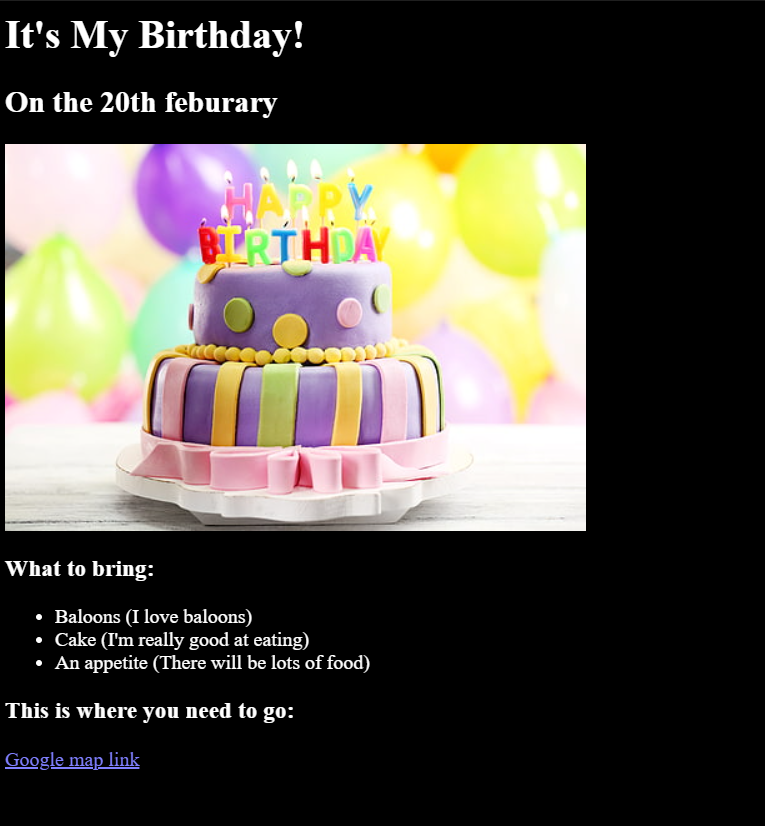 It's My Birthday!
On the 20th feburary
HAPPY
BIRTHDAY
What to bring:
Baloons (I love baloons)
Cake (I'm really good at eating)
An appetite (There will be lots of food)
This is where you need to go:
Google map link